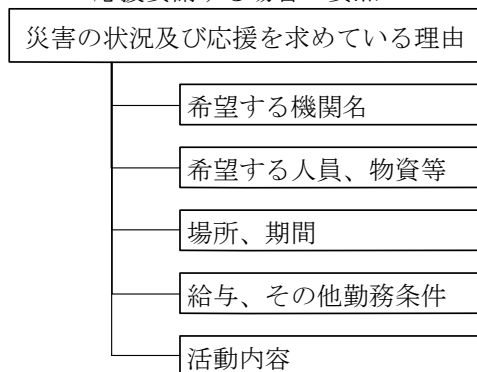 災害の状況及び応援を求めている理由
希望する機関名
希望する人員、物資等
場所、期間
給与、その他勤務条件
活動内容